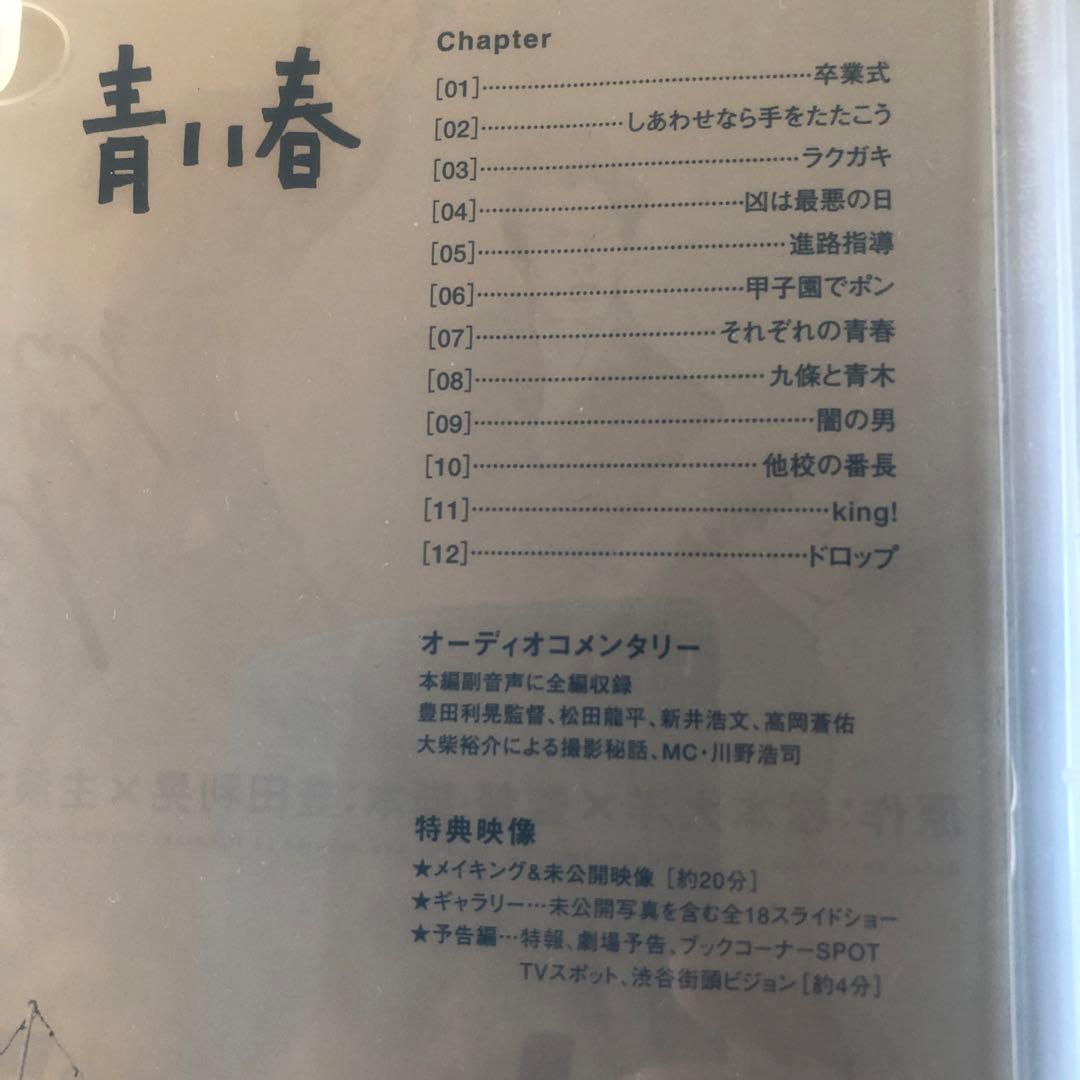 青い春
Chapter
[01]………卒業式
[02]………しあわせなら手をたたこう
[03]………ラクガキ
[04]………凶は最悪の日
[05]………進路指導
[06]………甲子園でポン
[07]………それぞれの青春
[08]………九條と青木
[09]………闇の男
[10]………他校の番長
[11]………king!
[12]………ドロップ
オーディオコメンタリー
本編副音声に全編収録
豊田利晃監督、松田龍平、新井浩文、高岡蒼佑
大柴裕介による撮影秘話、MC・川野浩司
特典映像
★メイキング&未公開映像［約20分］
★ギャラリー…未公開写真を含む全18スライドショー
★予告編…特報、劇場予告、ブックコーナーSPOT
TVスポット、渋谷街頭ビジョン［約4分］